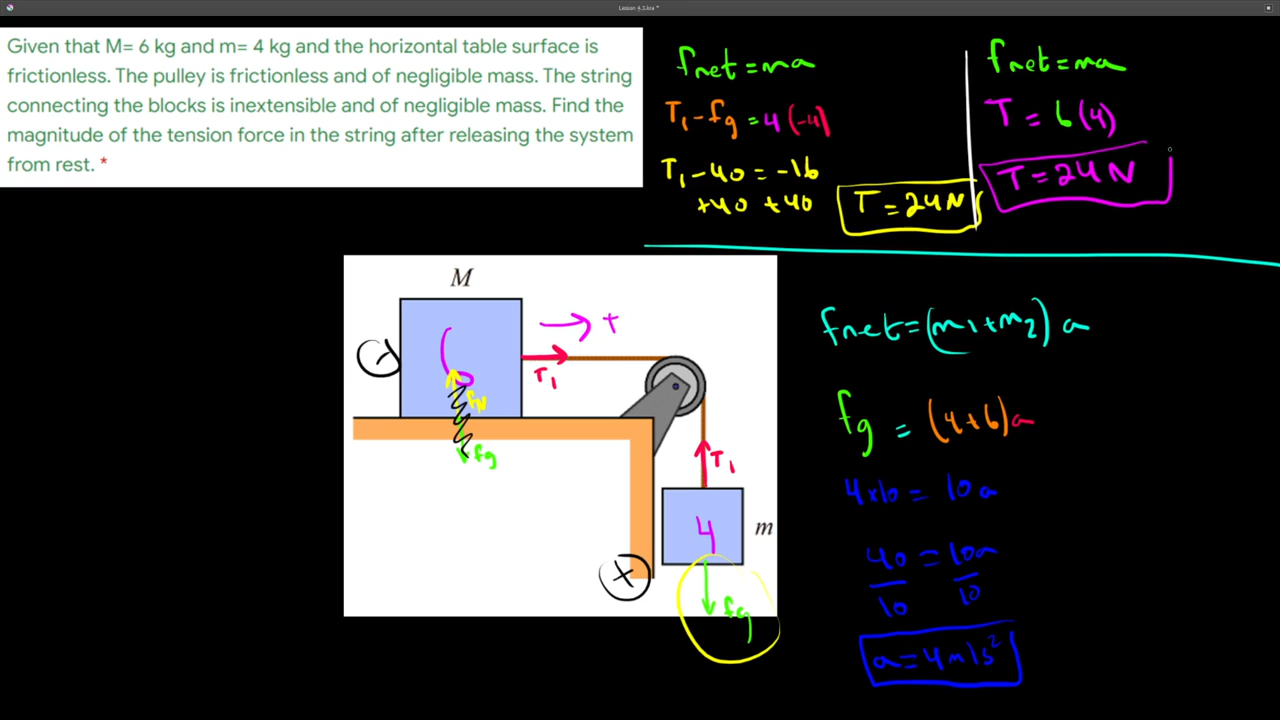 Lesson 4.3.kra *
Given that M= 6 kg and m= 4 kg and the horizontal table surface is
frictionless. The pulley is frictionless and of negligible mass. The string
connecting the blocks is inextensible and of negligible mass. Find the
magnitude of the tension force in the string after releasing the system
from rest. *
fnet=ma
T1-fg=4(-4)
T1-40=-16
+40 +40
T=24N
fnet=ma
T=6(4)
T=24N
M
6
T1
fN
fg
T1
4
m
fg
+
fnet=(m1+m2)a
fg=(4+6)a
4×10=10a
40/10=10a/10
a=4m/s²